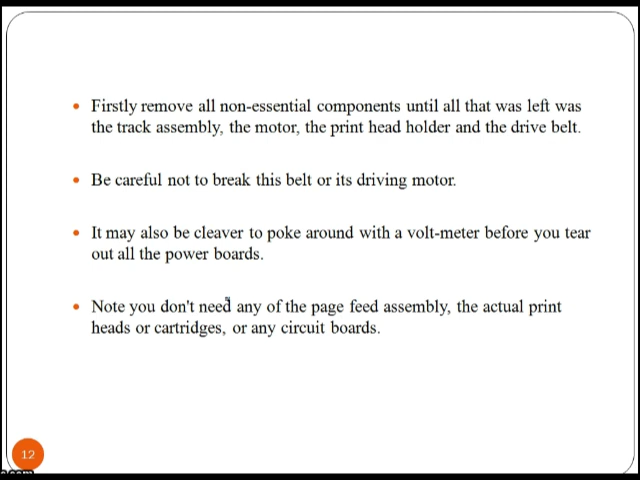 Firstly remove all non-essential components until all that was left was
the track assembly, the motor, the print head holder and the drive belt.
Be careful not to break this belt or its driving motor.
It may also be cleaver to poke around with a volt-meter before you tear
out all the power boards.
Note you don't need any of the page feed assembly, the actual print
heads or cartridges, or any circuit boards.
12